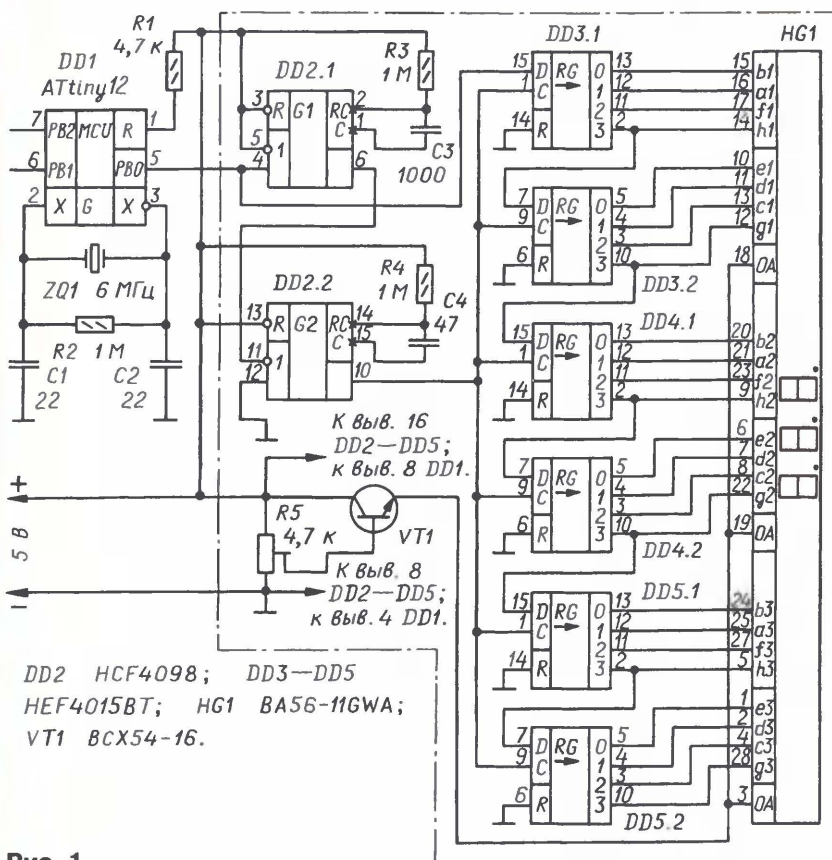 R1
4,7 к
DD1
ATtiny12
7 PB2 MCU R 1
6 PB1 PB0 5
2 X G X 3
ZQ1 6 МГц
R2 1 М
C1
22
C2
22
DD2.1
R3
1 М
3 R G1 RC 2
C 1
5
4 1 6
C3
1000
DD2.2
R4
1 М
C4
47
13 R G2 RC 14
C 15
11
12 1 10
К выв. 16
DD2—DD5;
к выв. 8 DD1.
+
5 В
−
R5
4,7 к
VT1
К выв. 8
DD2—DD5;
к выв. 4 DD1.
DD3.1
15 D RG 0 13
1 C 1 12
2 11
14 R 3 2
7 D RG 0 5
9 C 1 4
2 3
6 R 3 10
DD3.2
DD4.1
15 D RG 0 13
1 C 1 12
2 11
14 R 3 2
7 D RG 0 5
9 C 1 4
2 3
6 R 3 10
DD4.2
DD5.1
15 D RG 0 13
1 C 1 12
2 11
14 R 3 2
7 D RG 0 5
9 C 1 4
2 3
6 R 3 10
DD5.2
HG1
15 b1
16 a1
17 f1
14 h1
10 e1
11 d1
13 c1
12 g1
18 0A
20 b2
21 a2
23 f2
9 h2
6 e2
7 d2
8 c2
22 g2
19 0A
24 b3
25 a3
27 f3
5 h3
1 e3
2 d3
4 c3
28 g3
3 0A
DD2 HCF4098; DD3—DD5
HEF4015BT; HG1 BA56-11GWA;
VT1 BCX54-16.
Рис. 1